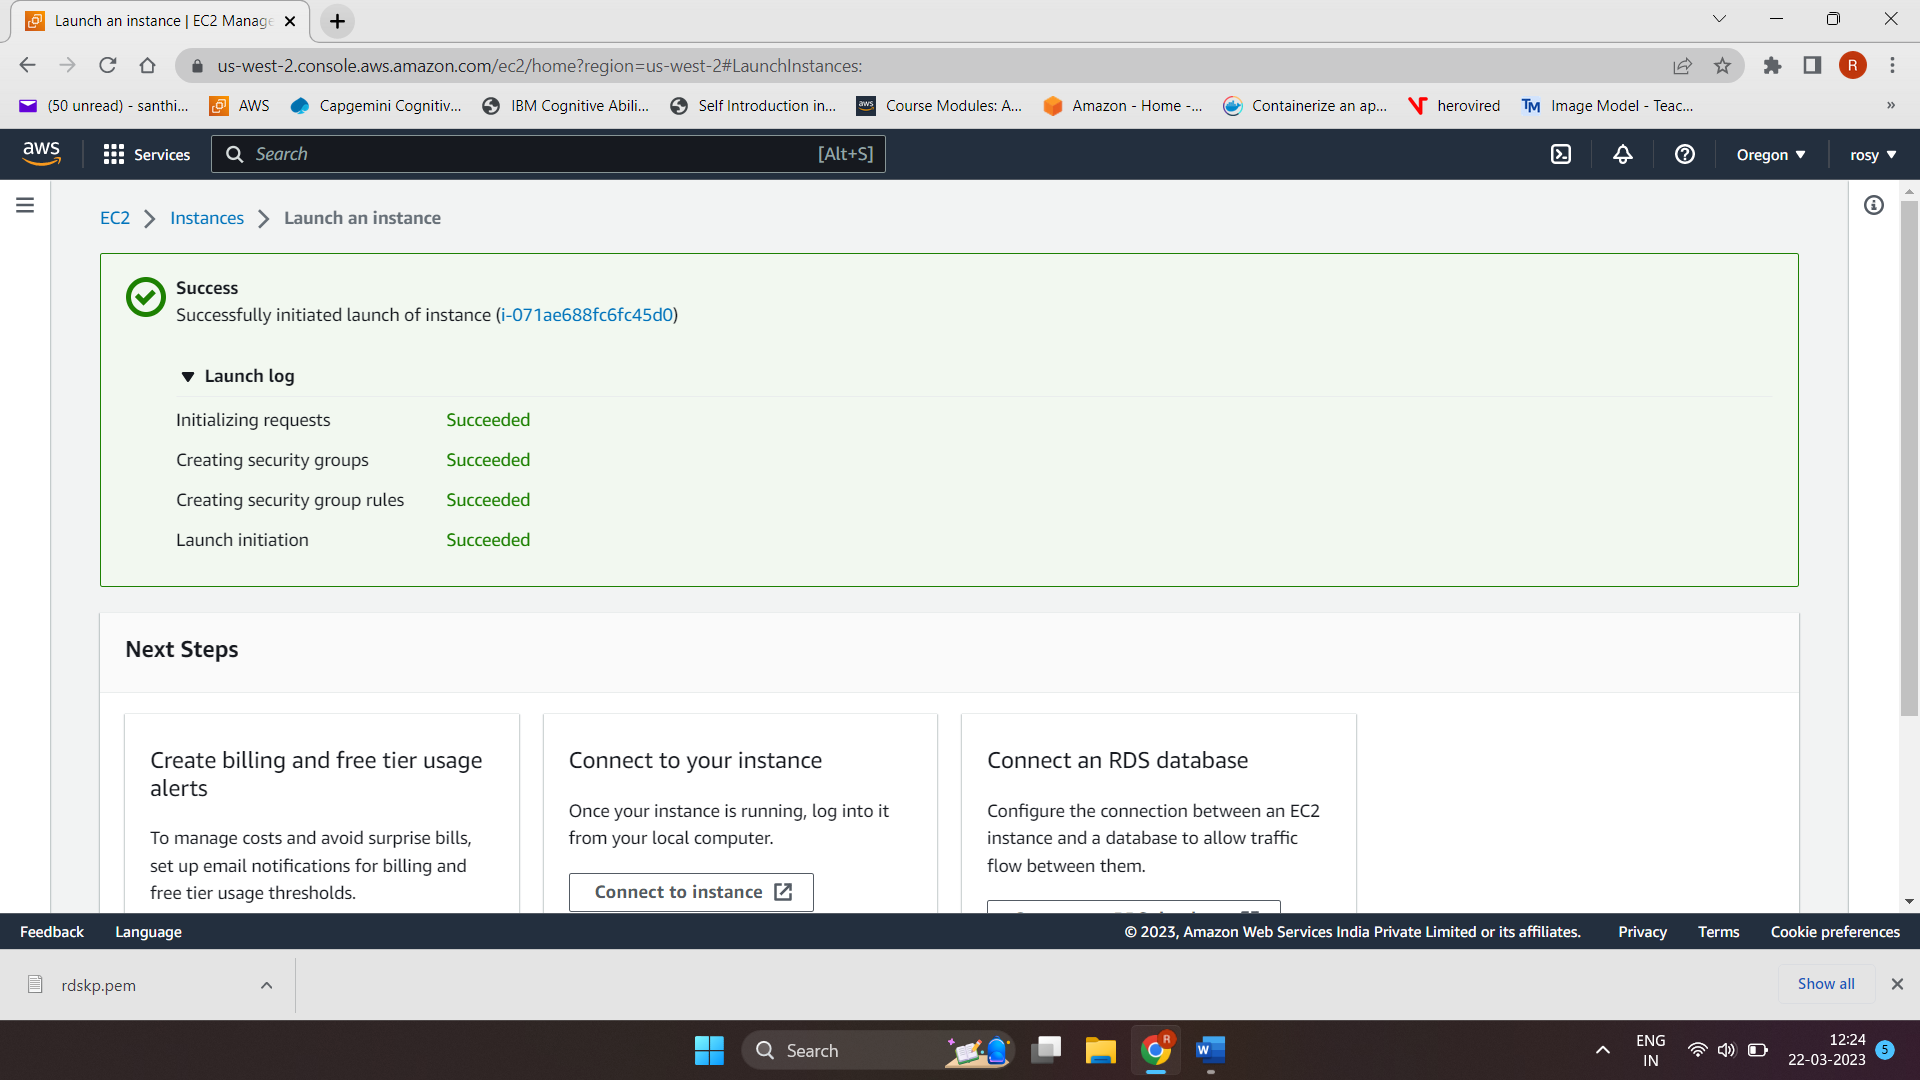 Launch an instance | EC2 Manage
us-west-2.console.aws.amazon.com/ec2/home?region=us-west-2#LaunchInstances:
R
(50 unread) - santhi...
AWS
Capgemini Cognitiv...
IBM Cognitive Abili...
Self Introduction in...
aws
Course Modules: A...
Amazon - Home -...
Containerize an ap...
herovired
TM
Image Model - Teac...
»
aws
Services
Search
[Alt+S]
Oregon
rosy
EC2
Instances
Launch an instance
Success
Successfully initiated launch of instance (i-071ae688fc6fc45d0)
Launch log
Initializing requests Succeeded
Creating security groups Succeeded
Creating security group rules Succeeded
Launch initiation Succeeded
Next Steps
Create billing and free tier usage
alerts
To manage costs and avoid surprise bills,
set up email notifications for billing and
free tier usage thresholds.
Connect to your instance
Once your instance is running, log into it
from your local computer.
Connect to instance
Connect an RDS database
Configure the connection between an EC2
instance and a database to allow traffic
flow between them.
Feedback
Language
© 2023, Amazon Web Services India Private Limited or its affiliates.
Privacy
Terms
Cookie preferences
rdskp.pem
Show all
Search
R
W
ENG
IN
12:24
22-03-2023
5